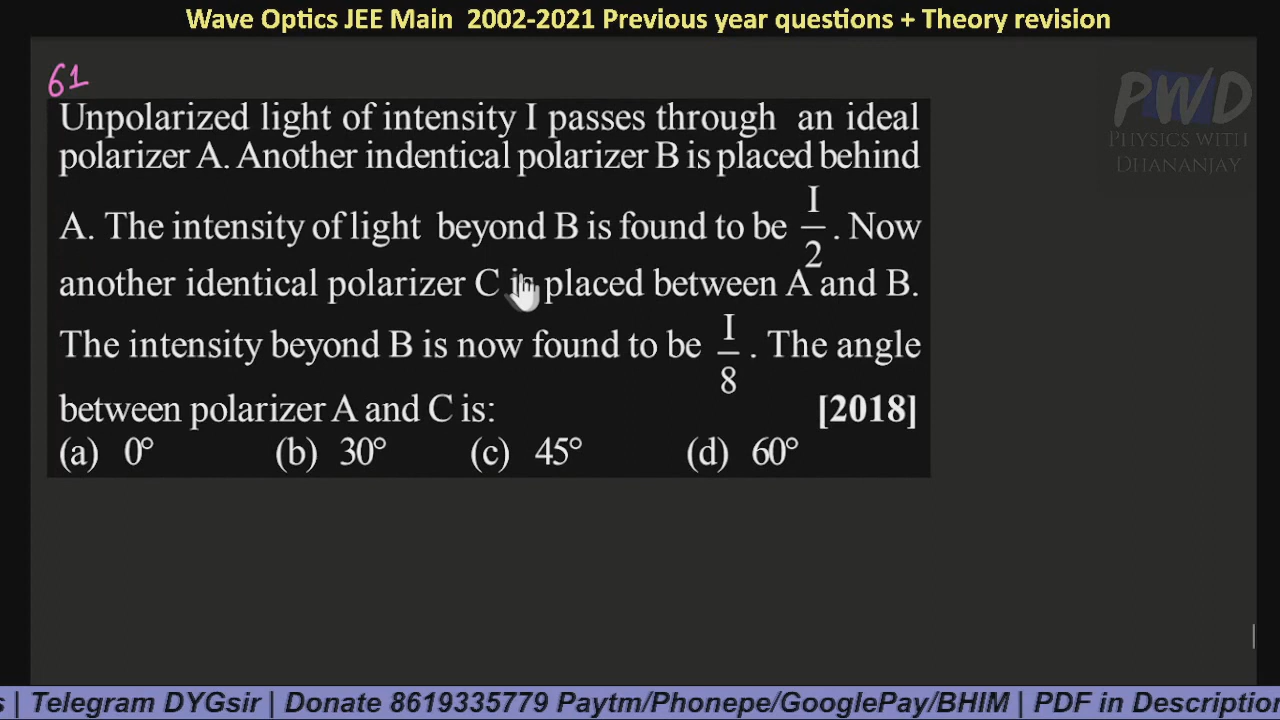 Wave Optics JEE Main 2002-2021 Previous year questions + Theory revision
61
PWD
PHYSICS WITH
DHANANJAY
Unpolarized light of intensity I passes through an ideal
polarizer A. Another indentical polarizer B is placed behind
A. The intensity of light beyond B is found to be I/2. Now
another identical polarizer C is placed between A and B.
The intensity beyond B is now found to be I/8. The angle
between polarizer A and C is: [2018]
(a) 0° (b) 30° (c) 45° (d) 60°
s | Telegram DYGsir | Donate 8619335779 Paytm/Phonepe/GooglePay/BHIM | PDF in Description